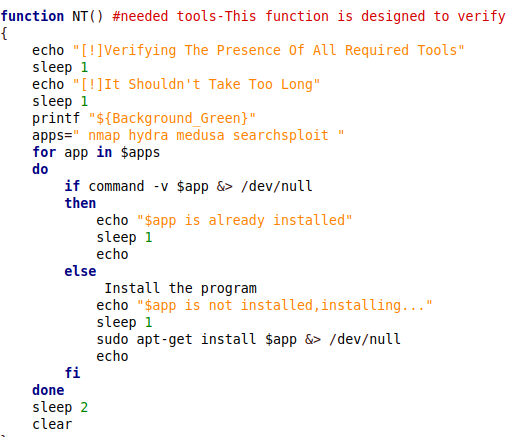 function NT() #needed tools-This function is designed to verify
{
    echo "[!]Verifying The Presence Of All Required Tools"
    sleep 1
    echo "[!]It Shouldn't Take Too Long"
    sleep 1
    printf "${Background_Green}"
    apps=" nmap hydra medusa searchsploit "
    for app in $apps
    do
        if command -v $app &> /dev/null
        then
            echo "$app is already installed"
            sleep 1
            echo
        else
             Install the program
            echo "$app is not installed,installing..."
            sleep 1
            sudo apt-get install $app &> /dev/null
            echo
        fi
    done
    sleep 2
    clear
}